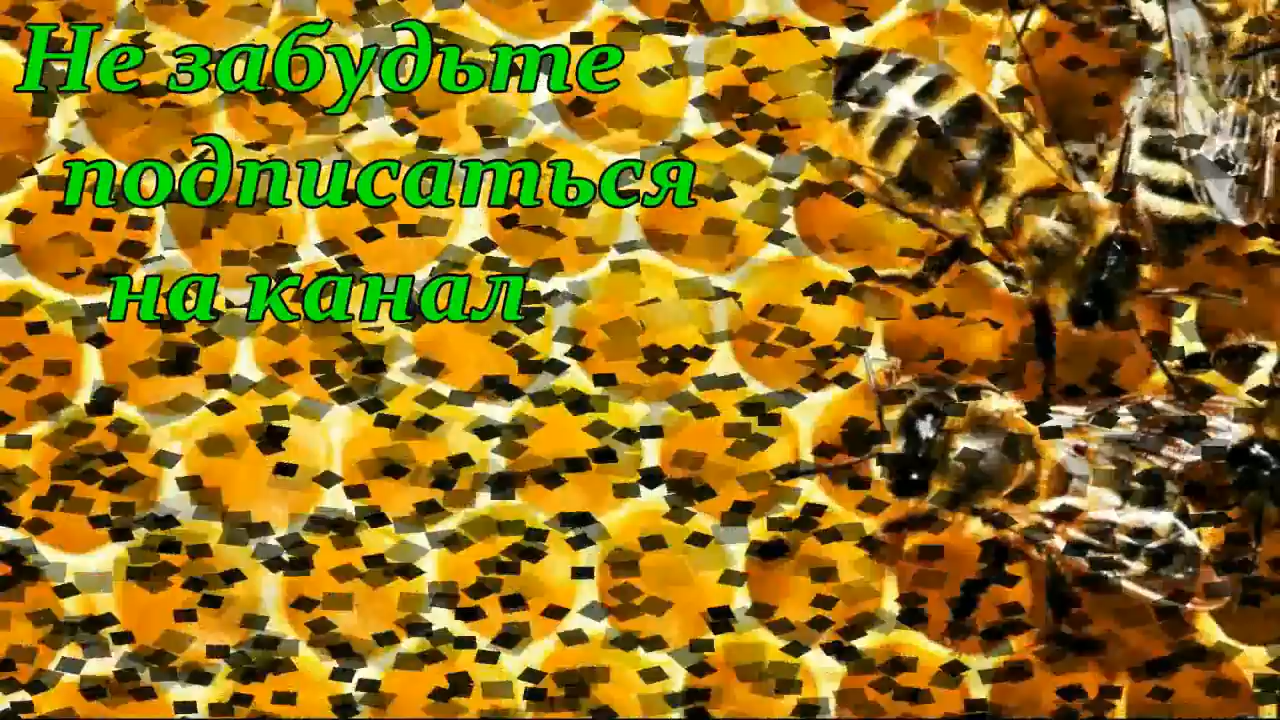 Не забудьте
подписаться
на канал